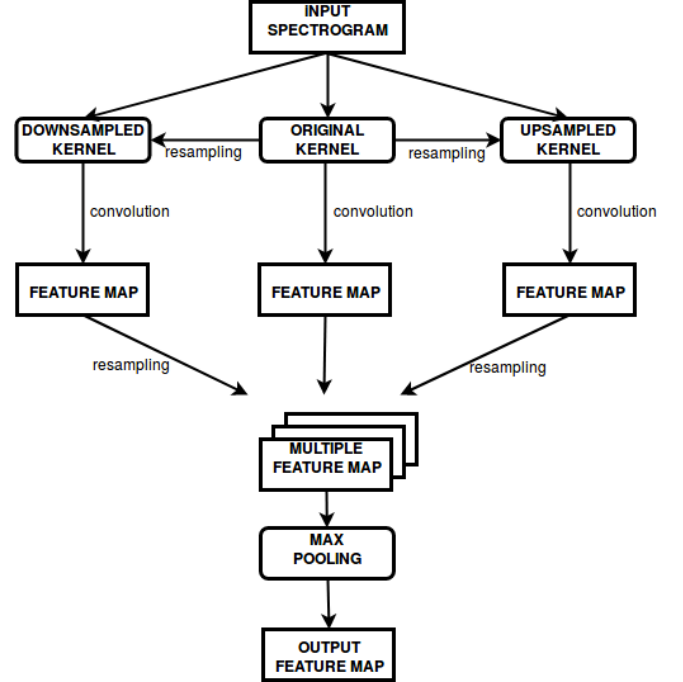 INPUT
SPECTROGRAM
DOWNSAMPLED
KERNEL
ORIGINAL
KERNEL
UPSAMPLED
KERNEL
resampling
resampling
convolution
convolution
convolution
FEATURE MAP
FEATURE MAP
FEATURE MAP
resampling
resampling
MULTIPLE
FEATURE MAP
MAX
POOLING
OUTPUT
FEATURE MAP